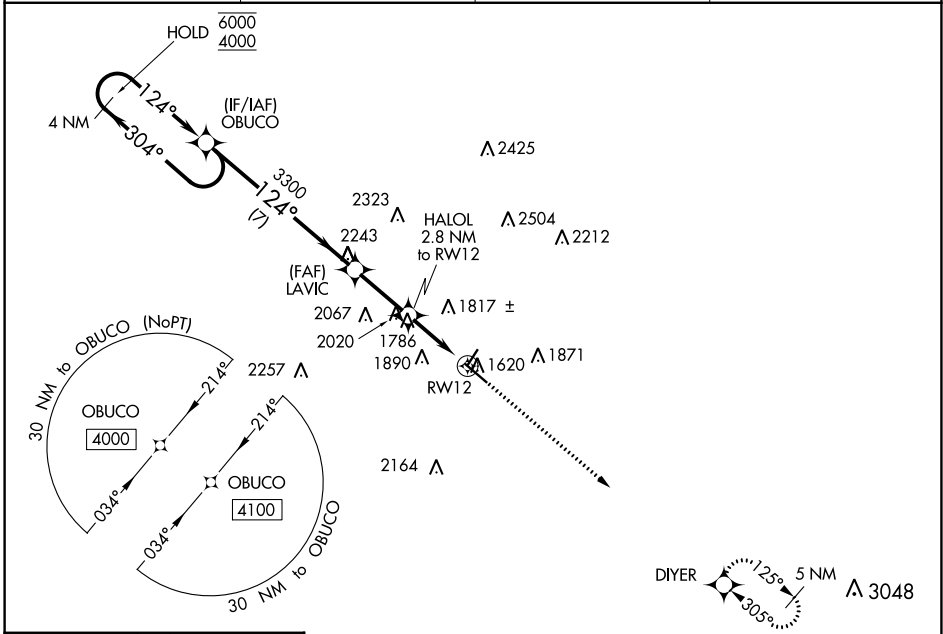 HOLD
6000
4000
124°
(IF/IAF)
OBUCO
4 NM
304°
2425
3300
124°
(7)
2323
2504
HALOL
2.8 NM
to RW12
2212
2243
(FAF)
LAVIC
2067
1817 ±
2020
1786
1890
1620
1871
RW12
30 NM to OBUCO (NoPT)
2257
214°
OBUCO
4000
034°
214°
OBUCO
4100
034°
30 NM to OBUCO
2164
DIYER
125°
5 NM
305°
3048